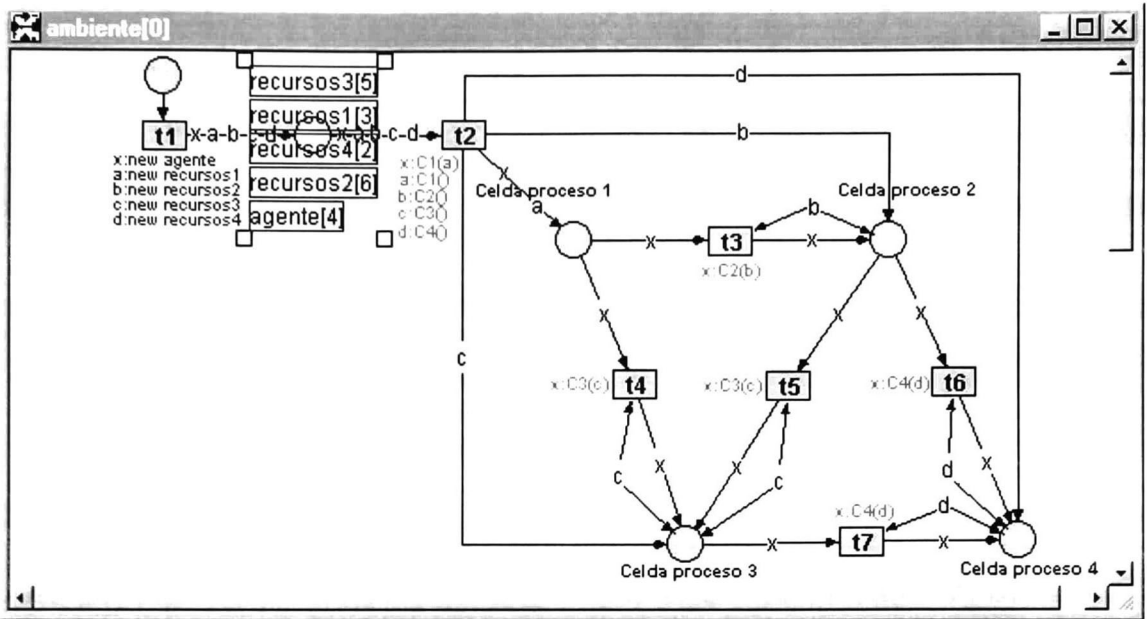 ambiente[0]
recursos3[5]
recursos1[3]
recursos4[2]
recursos2[6]
agente[4]
t1
x-a-b-c-d
x-a-b-c-d
t2
x:new agente
a:new recursos1
b:new recursos2
c:new recursos3
d:new recursos4
x:C1(a)
a:C1()
b:C2()
c:C3()
d:C4()
d
b
x
a
Celda proceso 1
Celda proceso 2
b
x
t3
x
x:C2(b)
x
x
x
c
x:C3(c)
t4
x:C3(c)
t5
x:C4(d)
t6
c
x
x
c
d
x
x:C4(d)
d
x
t7
x
Celda proceso 3
Celda proceso 4